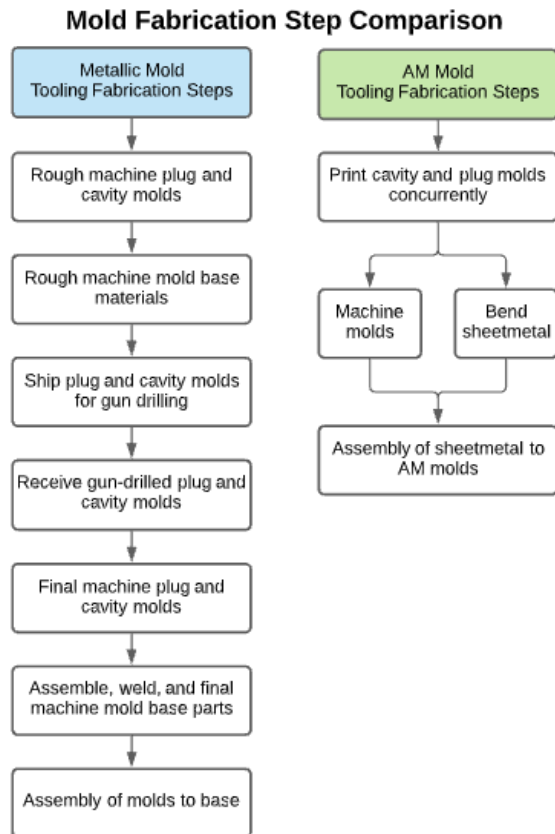 Mold Fabrication Step Comparison
Metallic Mold
Tooling Fabrication Steps
Rough machine plug and
cavity molds
Rough machine mold base
materials
Ship plug and cavity molds
for gun drilling
Receive gun-drilled plug and
cavity molds
Final machine plug and
cavity molds
Assemble, weld, and final
machine mold base parts
Assembly of molds to base
AM Mold
Tooling Fabrication Steps
Print cavity and plug molds
concurrently
Machine
molds
Bend
sheetmetal
Assembly of sheetmetal to
AM molds